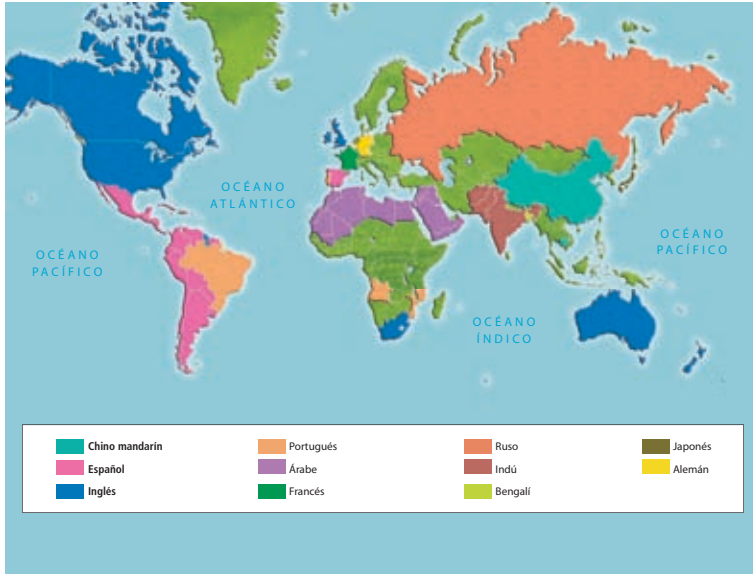 OCÉANO
ATLÁNTICO
OCÉANO
PACÍFICO
OCÉANO
PACÍFICO
OCÉANO
ÍNDICO
Chino mandarín
Español
Inglés
Portugués
Árabe
Francés
Ruso
Indú
Bengalí
Japonés
Alemán